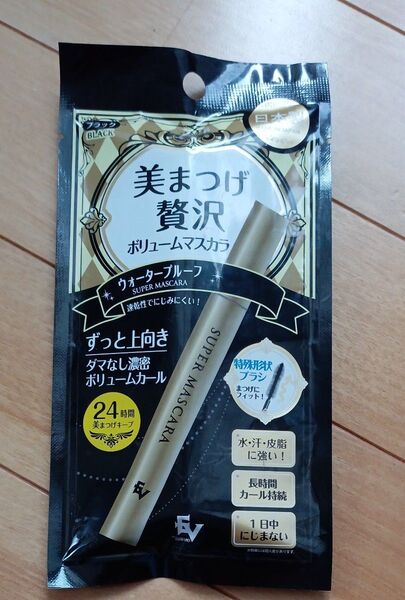 ブラック
BLACK
日本製
美まつげ
贅沢
ボリュームマスカラ
ウォータープルーフ
SUPER MASCARA
速乾性でにじみにくい！
ずっと上向き
ダマなし濃密
ボリュームカール
24時間
美まつげキープ
SUPER MASCARA
EV
特殊形状
ブラシ
まつげに
フィット！
水・汗・皮脂
に強い！
長時間
カール持続
1日中
にじまない
EV